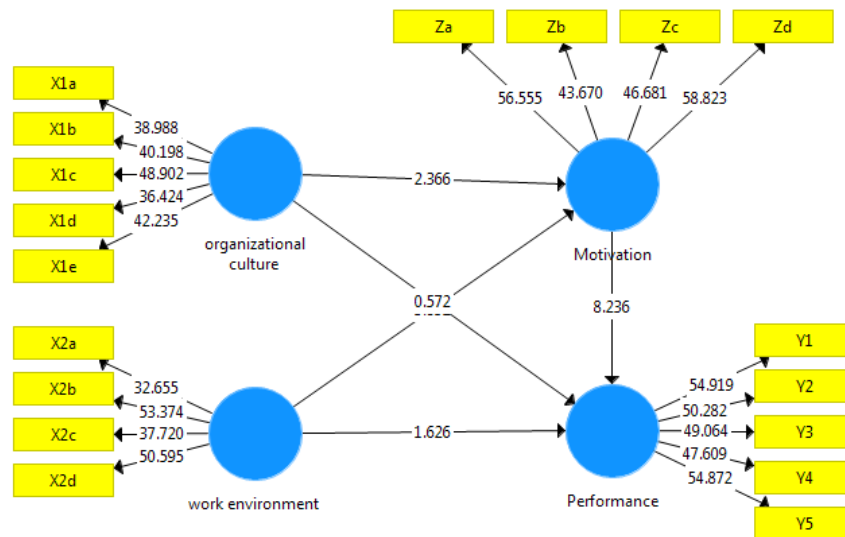 Za Zb Zc Zd
56.555 43.670 46.681 58.823
X1a
X1b
X1c
X1d
X1e
38.988
40.198
48.902
36.424
42.235
organizational
culture
2.366
Motivation
0.572
8.236
X2a
X2b
X2c
X2d
32.655
53.374
37.720
50.595
work environment
1.626
Performance
54.919
50.282
49.064
47.609
54.872
Y1
Y2
Y3
Y4
Y5